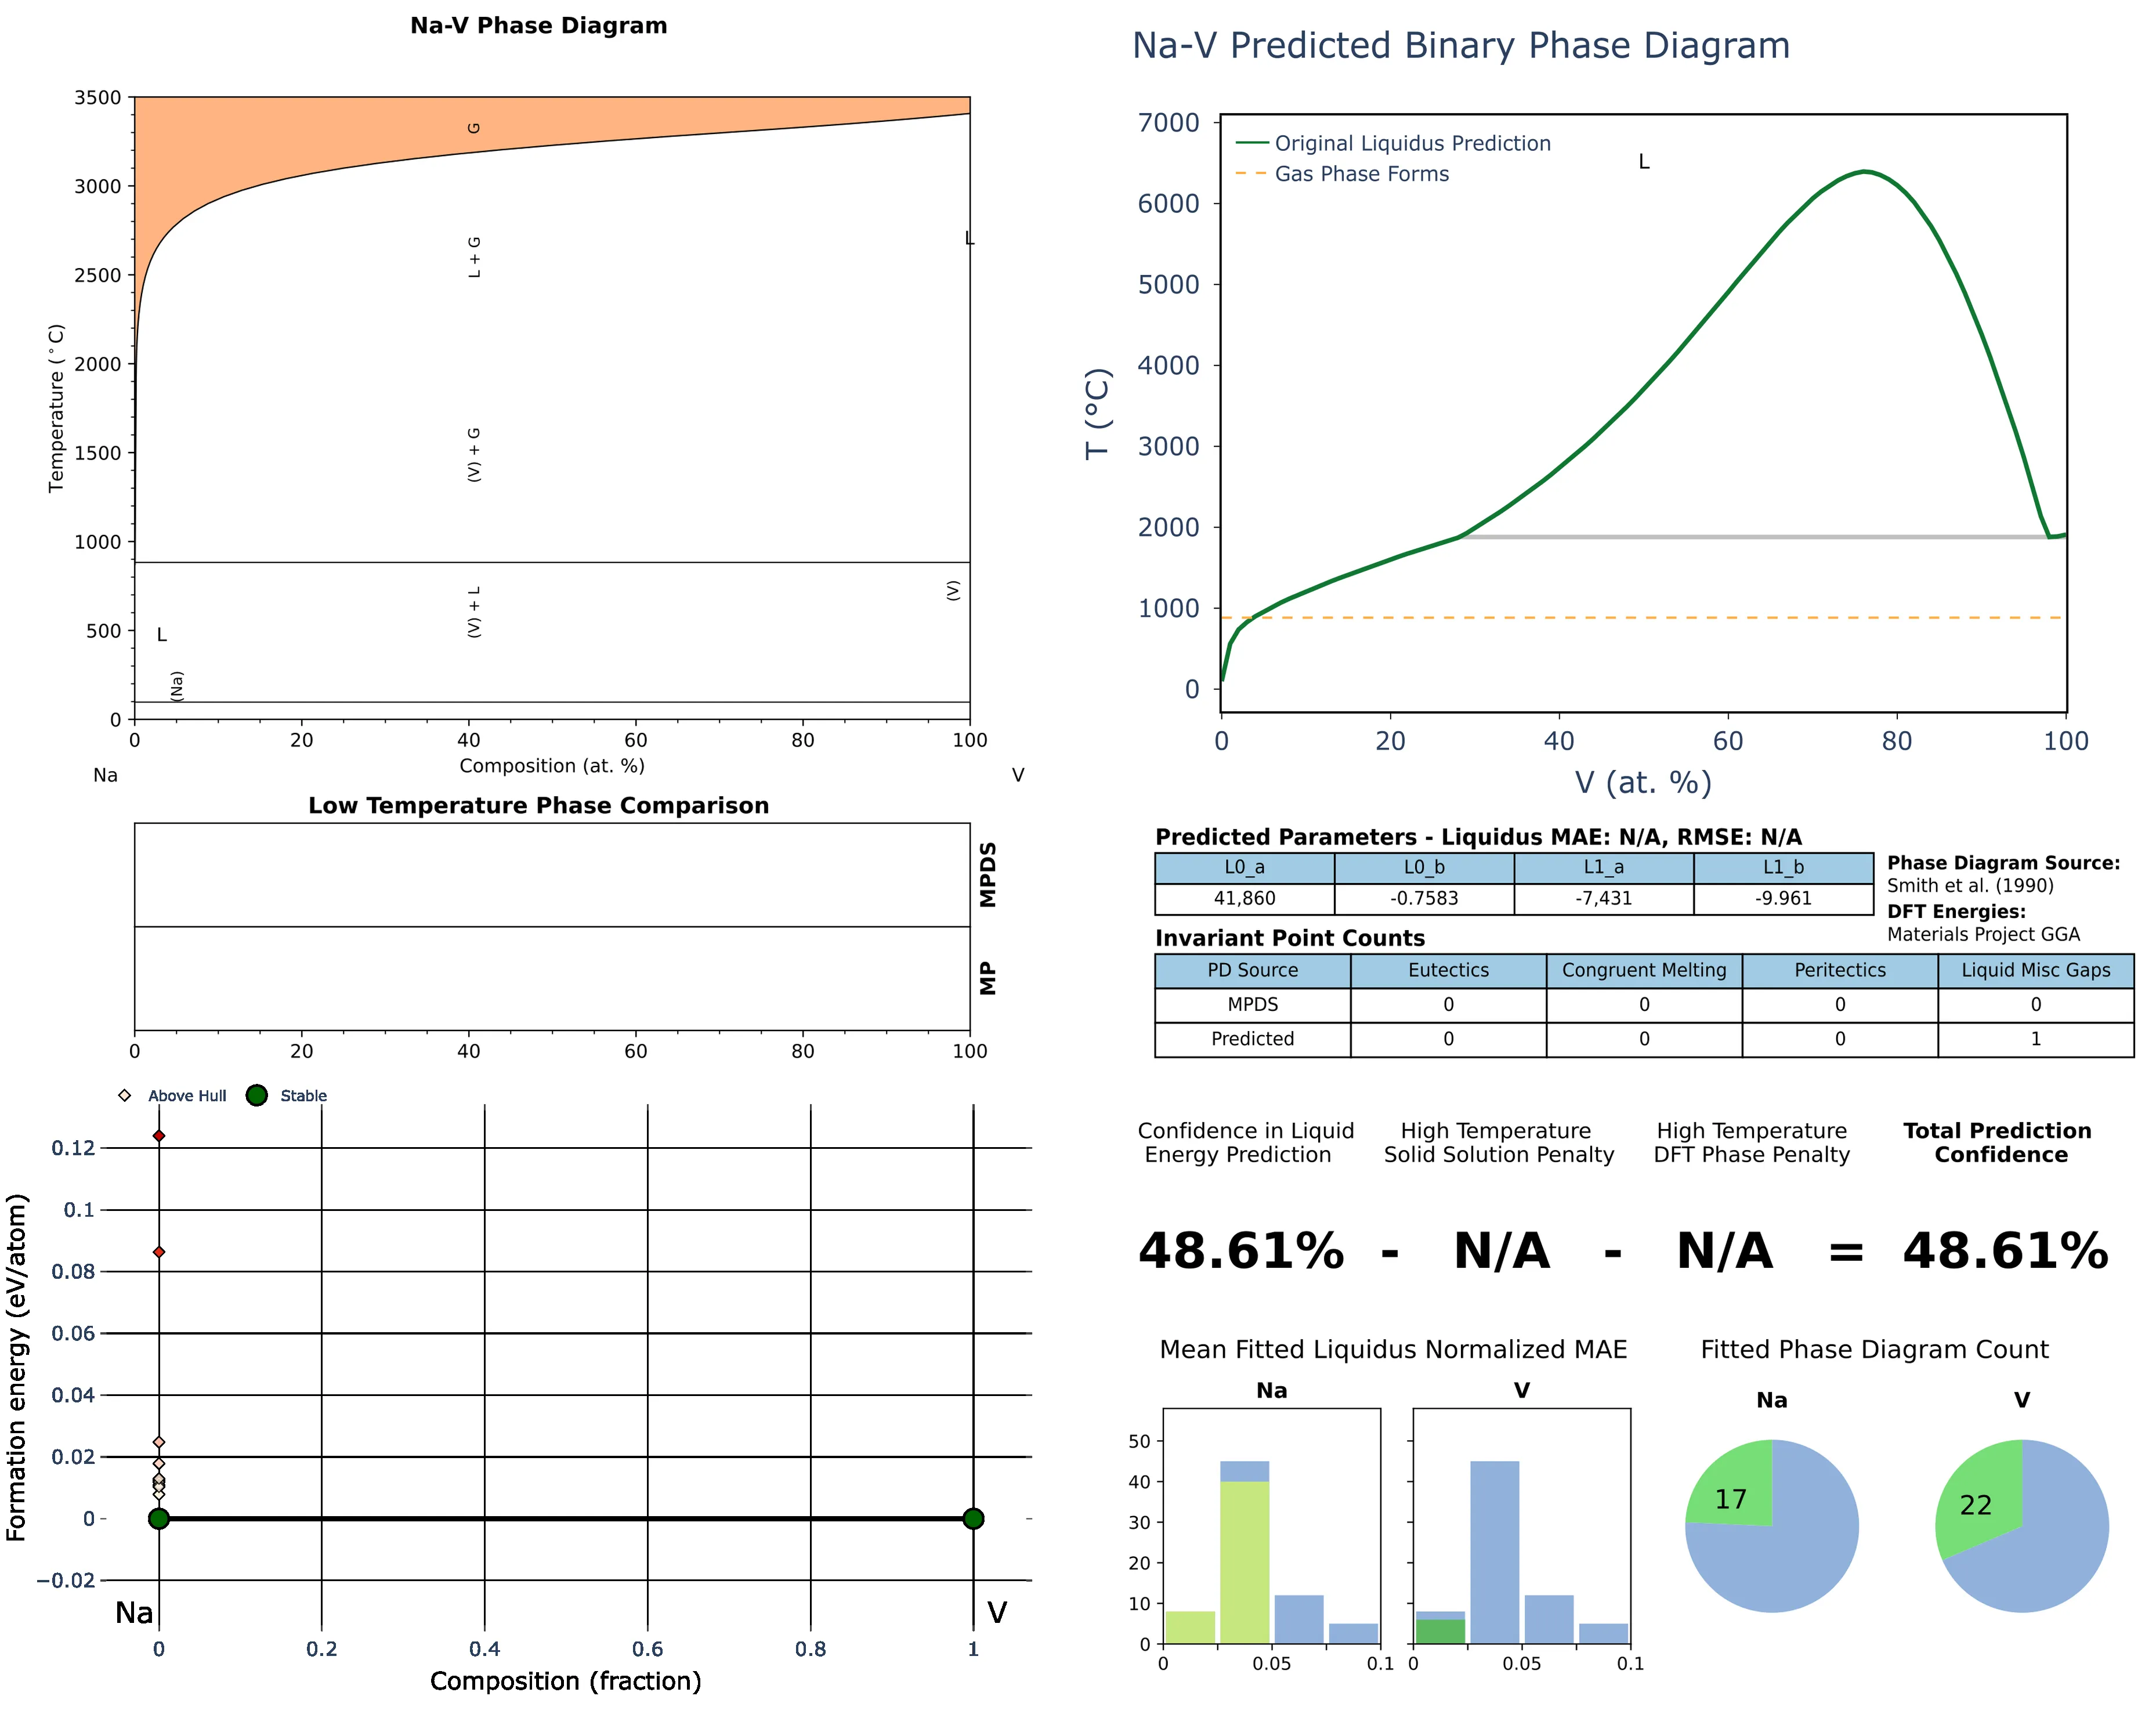 Na-V Phase Diagram
3500
3000
2500
2000
1500
1000
500
0
Temperature (°C)
G
L + G
L
(V) + G
(V) + L
(V)
L
(Na)
0 20 40 60 80 100
Composition (at. %)
Na V
Low Temperature Phase Comparison
MPDS
MP
0 20 40 60 80 100
Above Hull Stable
0.12
0.1
0.08
0.06
0.04
0.02
0
−0.02
Formation energy (eV/atom)
Na V
0 0.2 0.4 0.6 0.8 1
Composition (fraction)
Na-V Predicted Binary Phase Diagram
7000
6000
5000
4000
3000
2000
1000
0
T (°C)
Original Liquidus Prediction
Gas Phase Forms
L
0 20 40 60 80 100
V (at. %)
Predicted Parameters - Liquidus MAE: N/A, RMSE: N/A
L0_a L0_b L1_a L1_b
41,860 -0.7583 -7,431 -9.961
Phase Diagram Source:
Smith et al. (1990)
DFT Energies:
Materials Project GGA
Invariant Point Counts
PD Source Eutectics Congruent Melting Peritectics Liquid Misc Gaps
MPDS 0 0 0 0
Predicted 0 0 0 1
Confidence in Liquid
Energy Prediction
High Temperature
Solid Solution Penalty
High Temperature
DFT Phase Penalty
Total Prediction
Confidence
48.61% - N/A - N/A = 48.61%
Mean Fitted Liquidus Normalized MAE
Na V
50
40
30
20
10
0
0 0.05 0.1 0 0.05 0.1
Fitted Phase Diagram Count
Na V
17 22